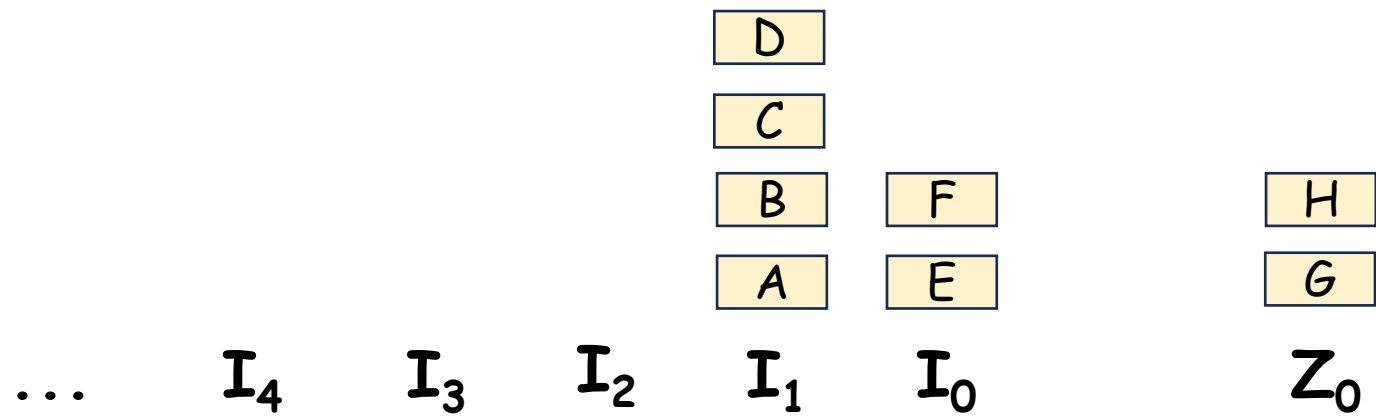 D
C
B F H
A E G
... I₄ I₃ I₂ I₁ I₀ Z₀